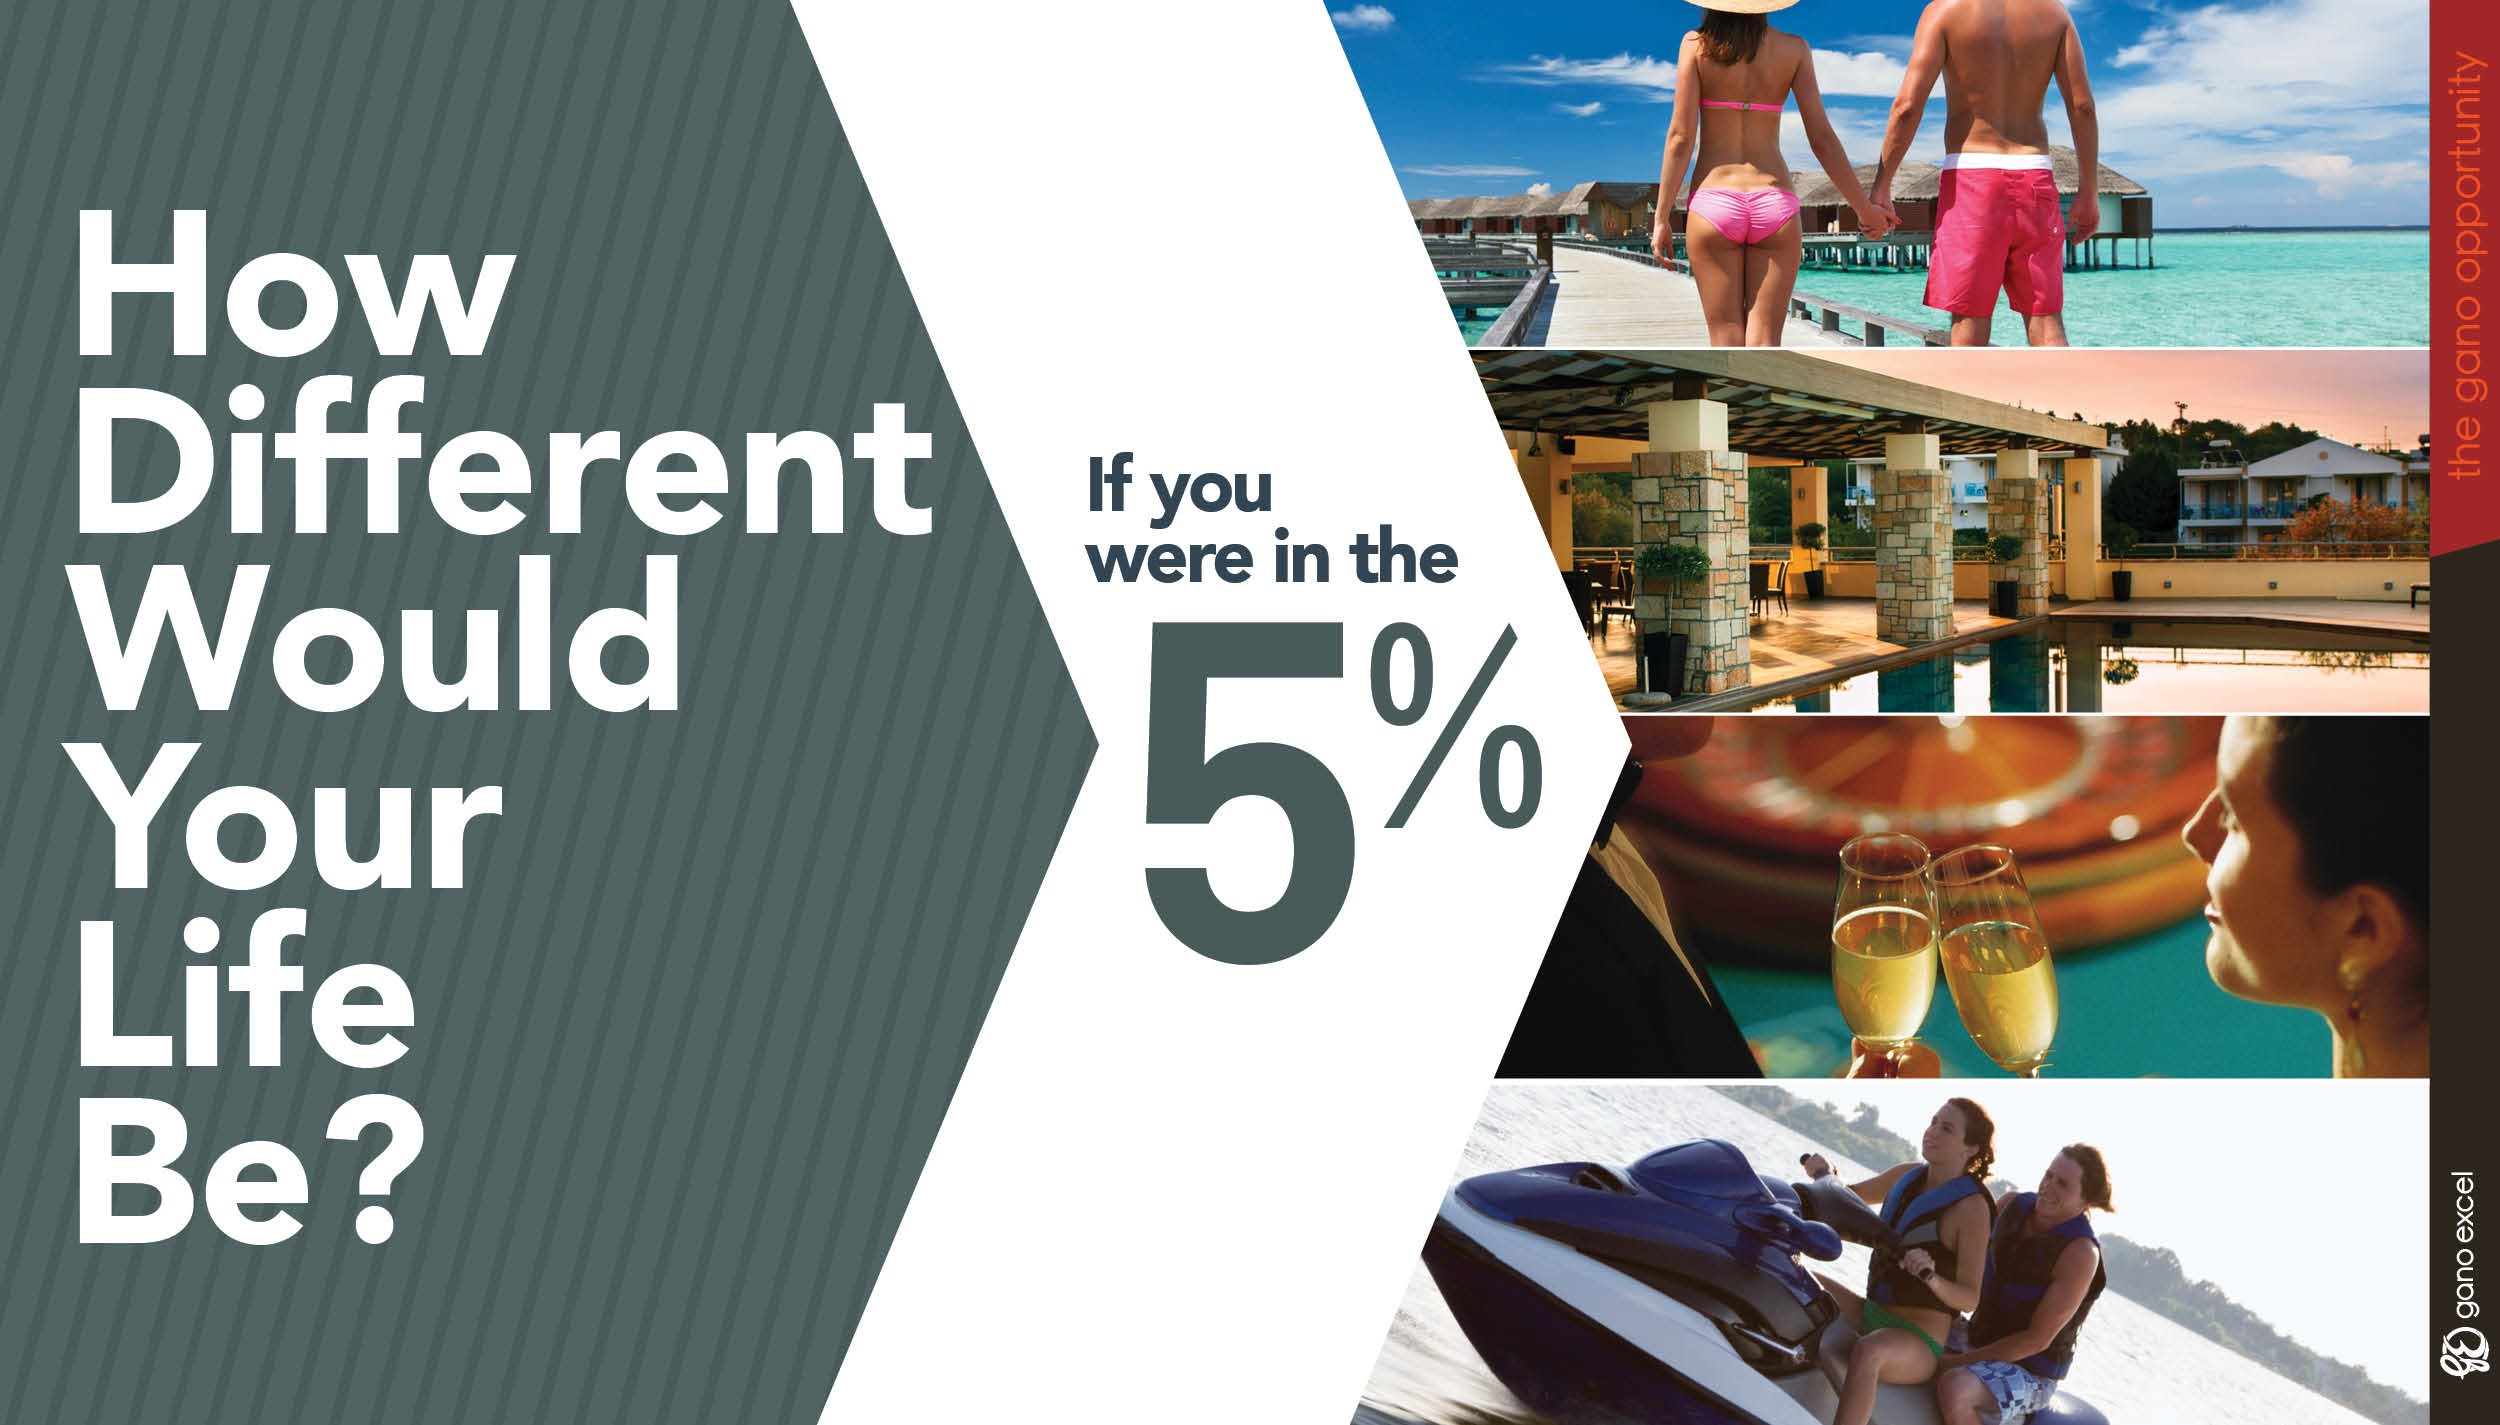 How
Different
Would
Your
Life
Be?
If you
were in the
5%
the gano opportunity
gano excel